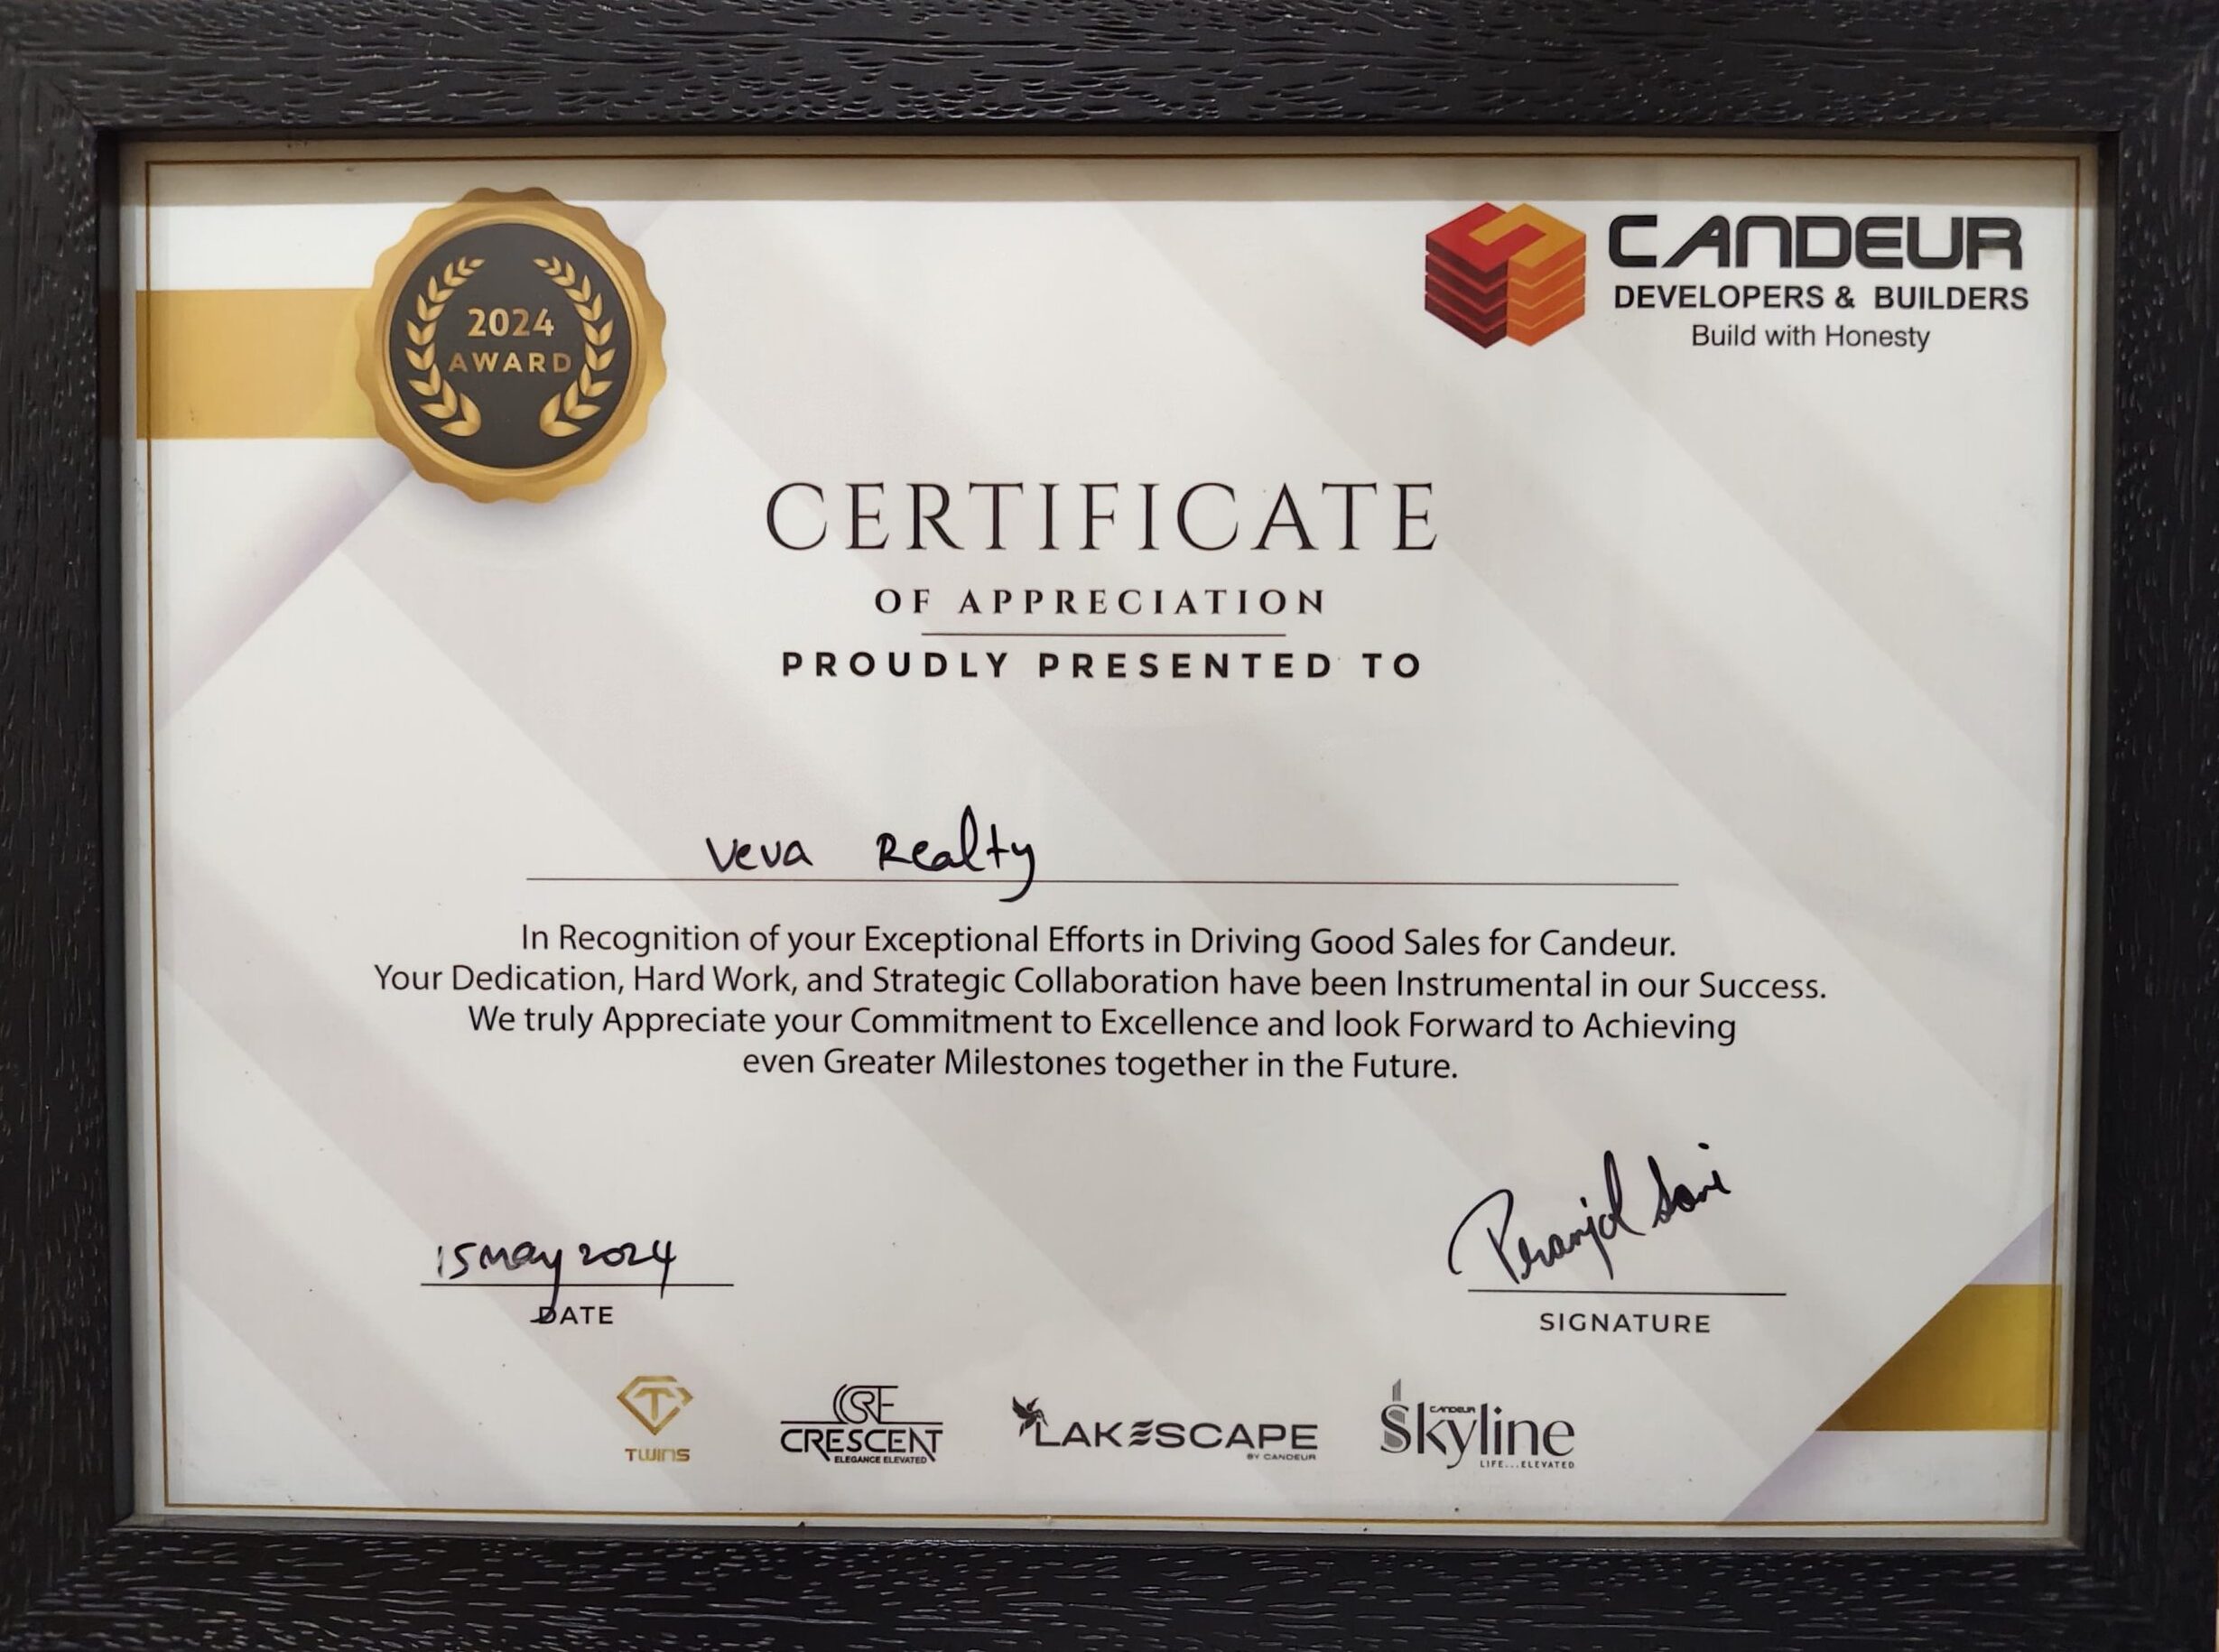 2024
AWARD
CANDEUR
DEVELOPERS & BUILDERS
Build with Honesty
CERTIFICATE
OF APPRECIATION
PROUDLY PRESENTED TO
Veva Realty
In Recognition of your Exceptional Efforts in Driving Good Sales for Candeur.
Your Dedication, Hard Work, and Strategic Collaboration have been Instrumental in our Success.
We truly Appreciate your Commitment to Excellence and look Forward to Achieving
even Greater Milestones together in the Future.
15 May 2024
DATE
SIGNATURE
TWINS
CRE
CRESCENT
ELEGANCE ELEVATED
LAKESCAPE
BY CANDEUR
CANDEUR
Skyline
LIFE...ELEVATED